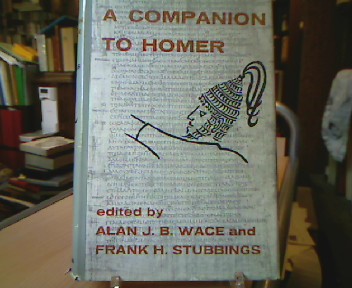 A COMPANION
TO HOMER
edited by
ALAN J. B. WACE and
FRANK H. STUBBINGS